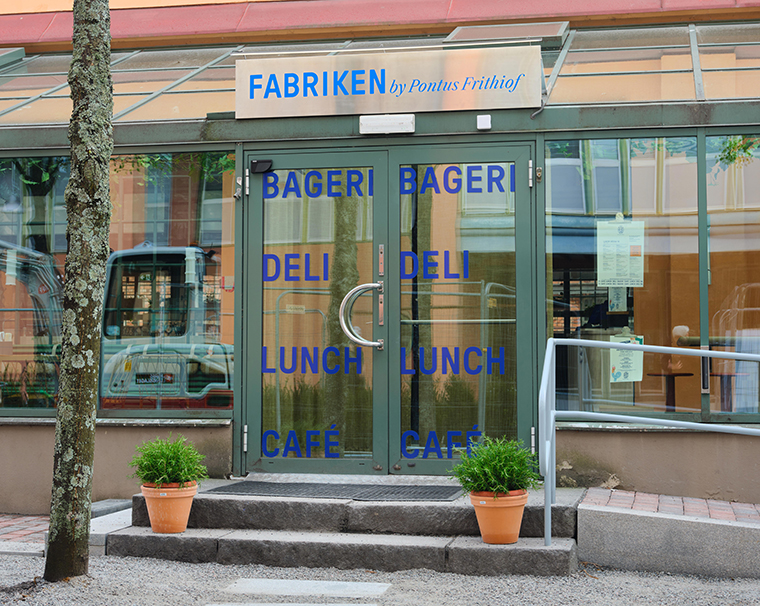 FABRIKEN by Pontus Frithiof
BAGERI BAGERI
DELI DELI
LUNCH LUNCH
CAFÉ CAFÉ